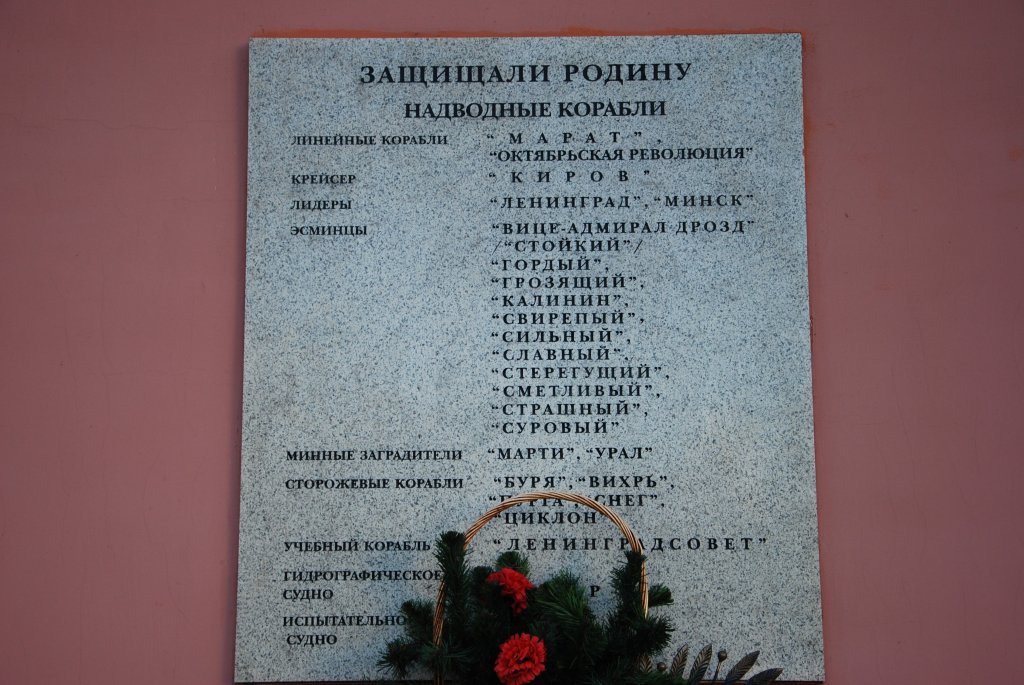 ЗАЩИЩАЛИ РОДИНУ
НАДВОДНЫЕ КОРАБЛИ
ЛИНЕЙНЫЕ КОРАБЛИ “МАРАТ”,
“ОКТЯБРЬСКАЯ РЕВОЛЮЦИЯ”
КРЕЙСЕР “КИРОВ”
ЛИДЕРЫ “ЛЕНИНГРАД”, “МИНСК”
ЭСМИНЦЫ “ВИЦЕ-АДМИРАЛ ДРОЗД”
/“СТОЙКИЙ”/
“ГОРДЫЙ”,
“ГРОЗЯЩИЙ”,
“КАЛИНИН”,
“СВИРЕПЫЙ”,
“СИЛЬНЫЙ”,
“СЛАВНЫЙ”,
“СТЕРЕГУЩИЙ”,
“СМЕТЛИВЫЙ”,
“СТРАШНЫЙ”,
“СУРОВЫЙ”
МИННЫЕ ЗАГРАДИТЕЛИ “МАРТИ”, “УРАЛ”
СТОРОЖЕВЫЕ КОРАБЛИ “БУРЯ”, “ВИХРЬ”,
“ПУРГА”, “СНЕГ”,
“ЦИКЛОН”
УЧЕБНЫЙ КОРАБЛЬ “ЛЕНИНГРАДСОВЕТ”
ГИДРОГРАФИЧЕСКОЕ
СУДНО
ИСПЫТАТЕЛЬНО
СУДНО